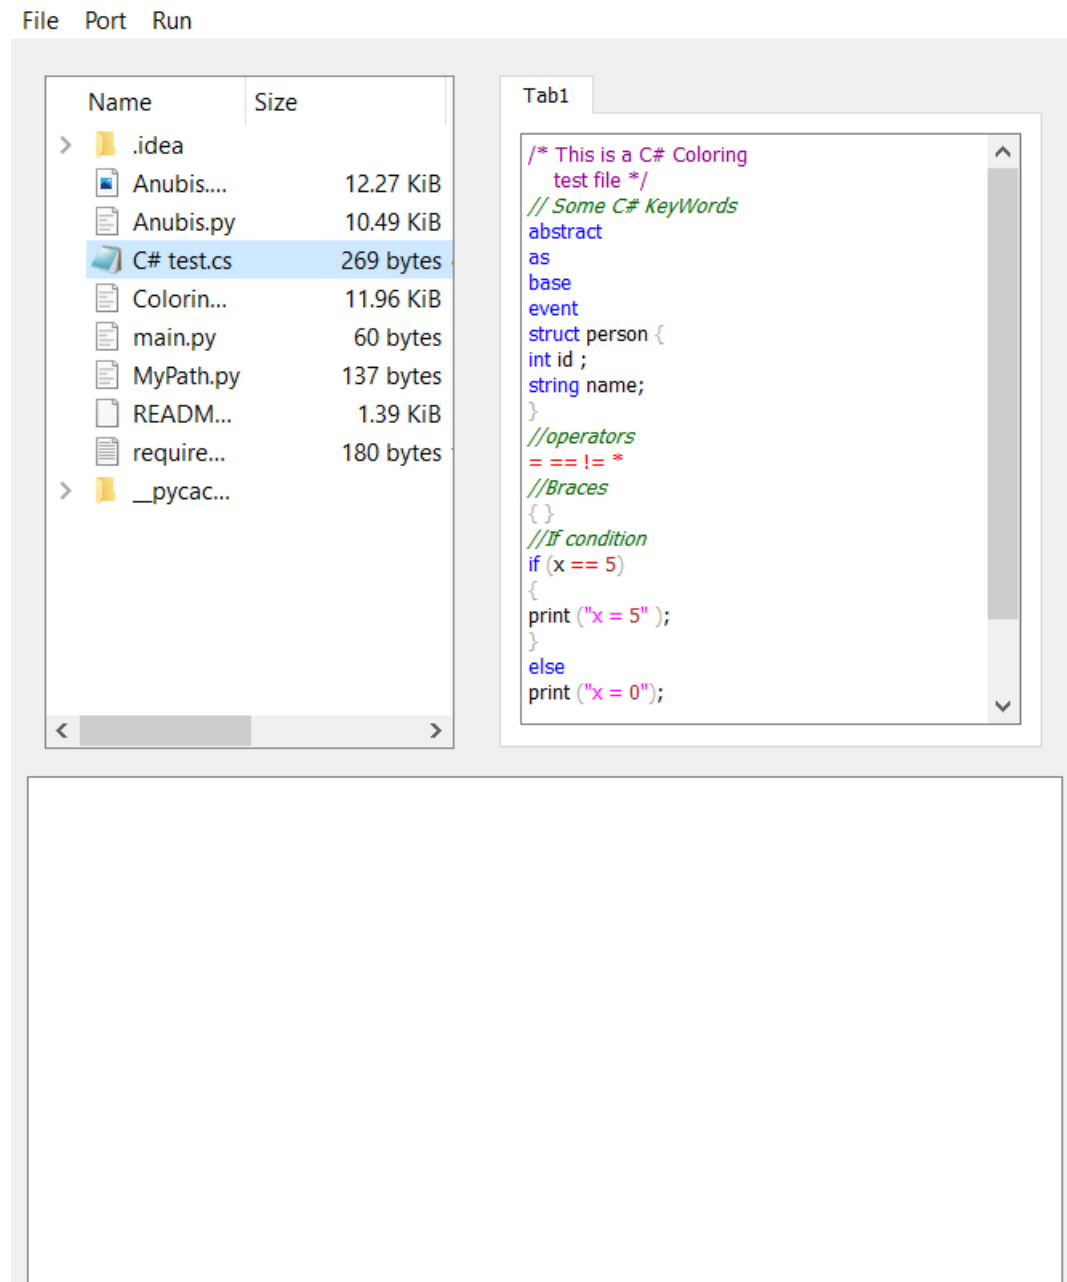 File Port Run
Name Size
.idea
Anubis.... 12.27 KiB
Anubis.py 10.49 KiB
C# test.cs 269 bytes
Colorin... 11.96 KiB
main.py 60 bytes
MyPath.py 137 bytes
READM... 1.39 KiB
require... 180 bytes
__pycac...
Tab1
/* This is a C# Coloring
test file */
// Some C# KeyWords
abstract
as
base
event
struct person {
int id ;
string name;
}
//operators
= == != *
//Braces
{ }
//If condition
if (x == 5)
{
print ("x = 5" );
}
else
print ("x = 0");